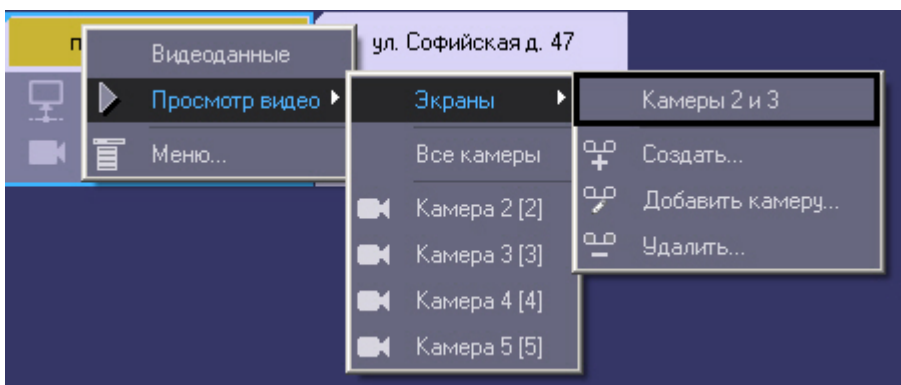 ул. Софийская д. 47
Видеоданные
Просмотр видео
Меню...
Экраны
Все камеры
Камера 2 [2]
Камера 3 [3]
Камера 4 [4]
Камера 5 [5]
Камеры 2 и 3
Создать...
Добавить камеру...
Удалить...